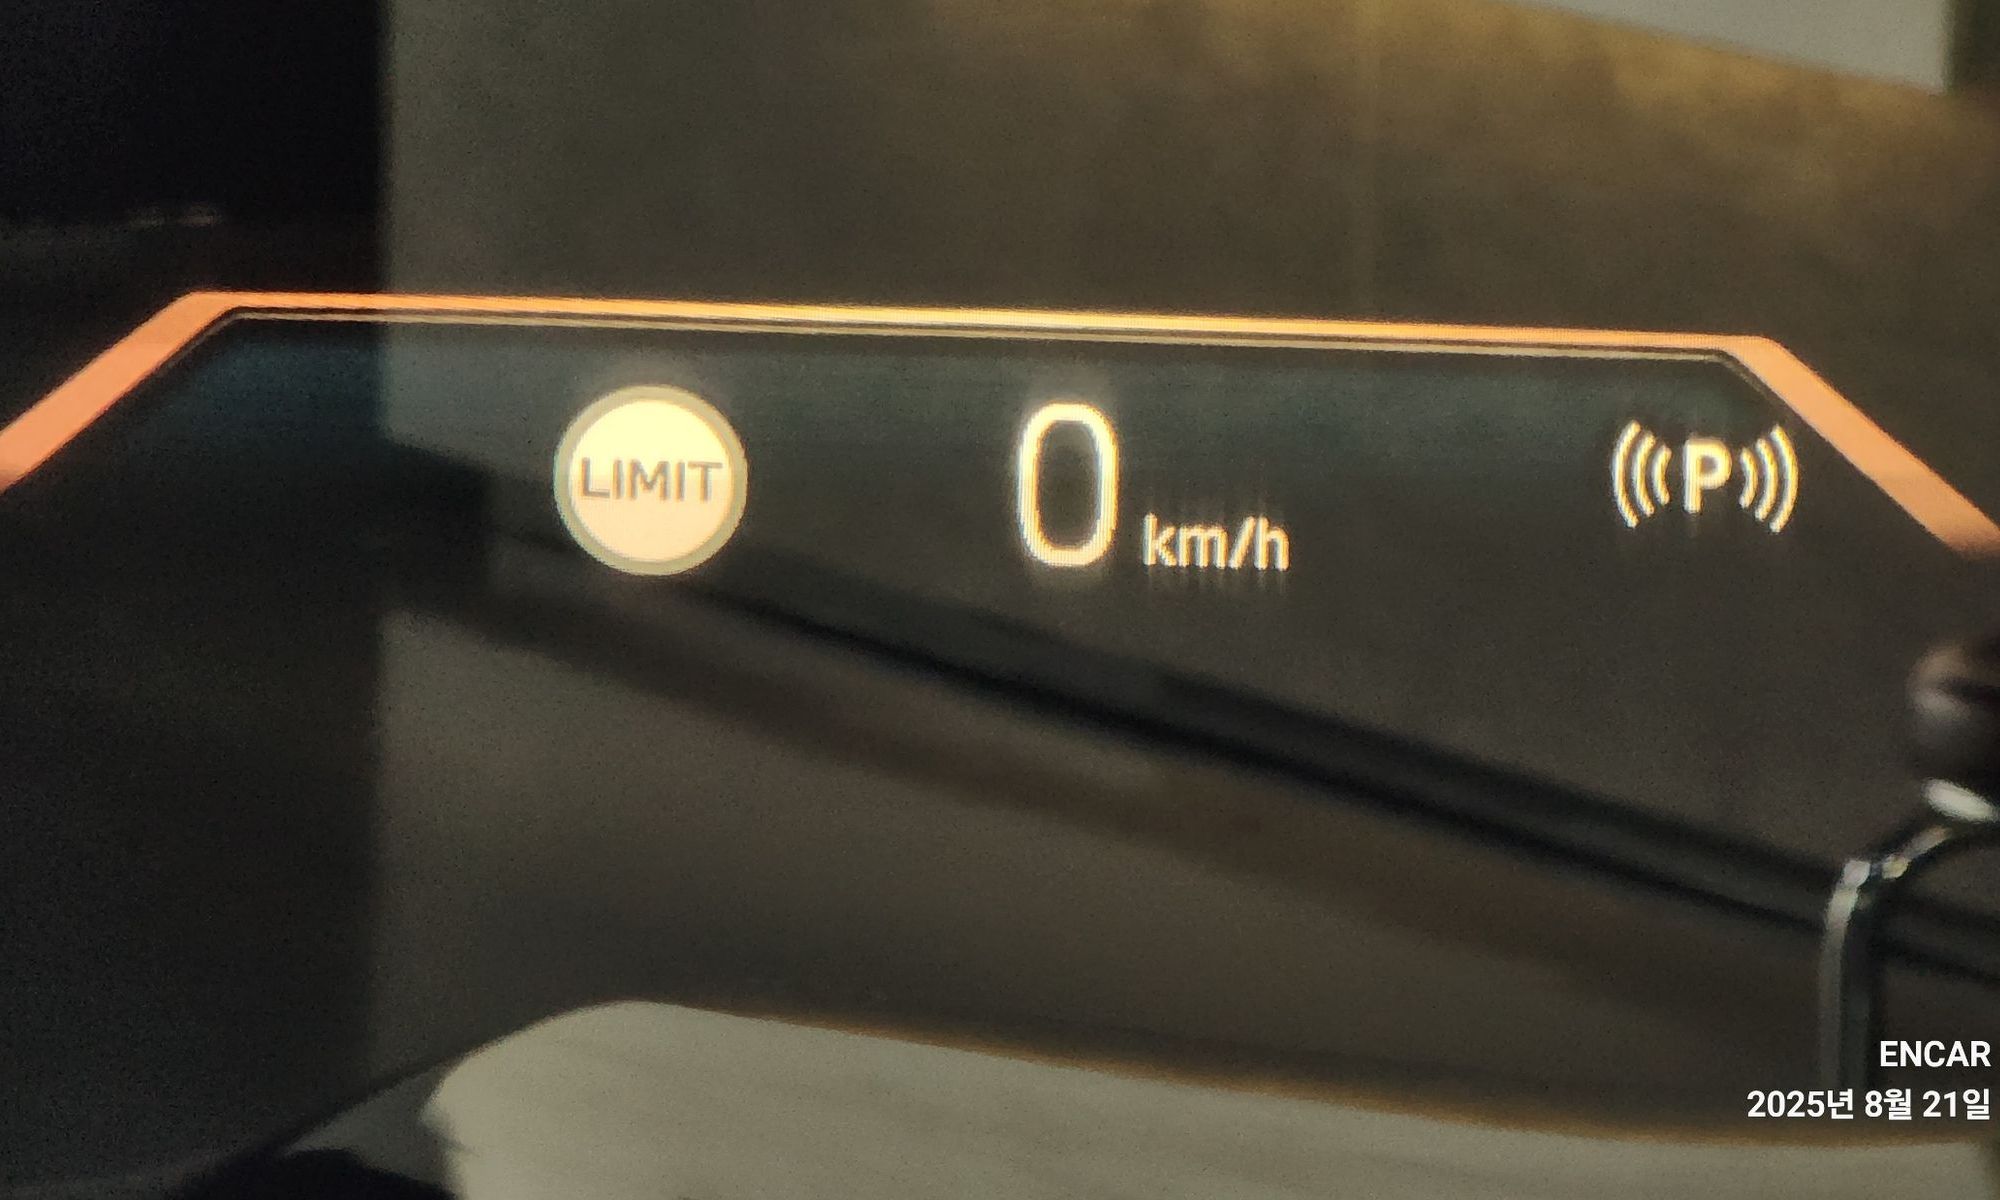 LIMIT
0 km/h
P
ENCAR
2025년 8월 21일